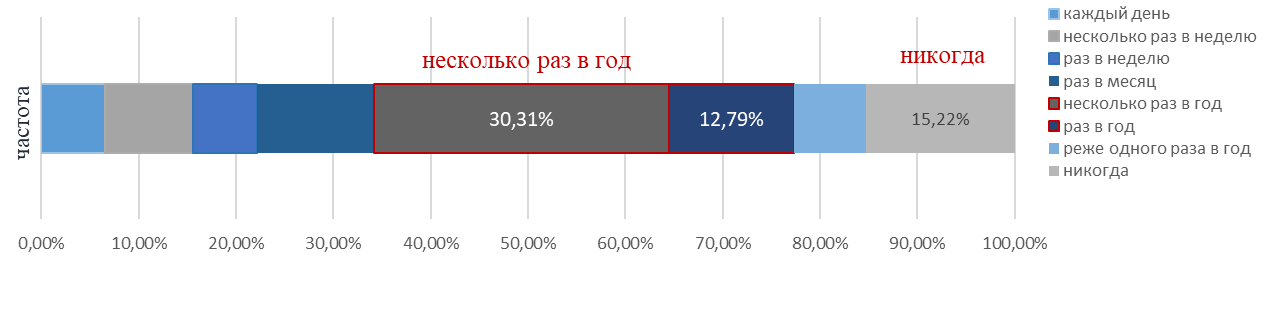 несколько раз в год
никогда
частота
30,31%
12,79%
15,22%
0,00%
10,00%
20,00%
30,00%
40,00%
50,00%
60,00%
70,00%
80,00%
90,00%
100,00%
каждый день
несколько раз в неделю
раз в неделю
раз в месяц
несколько раз в год
раз в год
реже одного раза в год
никогда